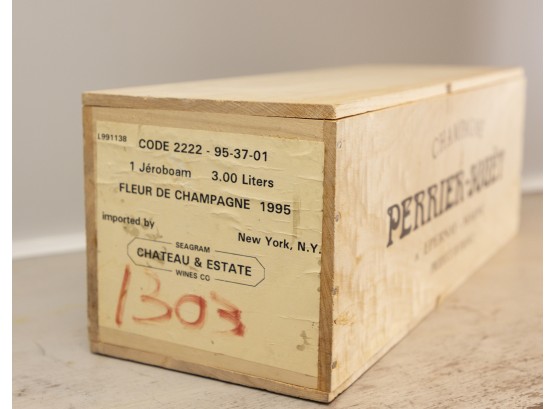 L991138
CODE 2222 - 95-37-01
1 Jéroboam 3.00 Liters
FLEUR DE CHAMPAGNE 1995
imported by
New York, N.Y.
SEAGRAM
CHATEAU & ESTATE
WINES CO
1303
CHAMPAGNE
PERRIER-JOUËT
A EPERNAY